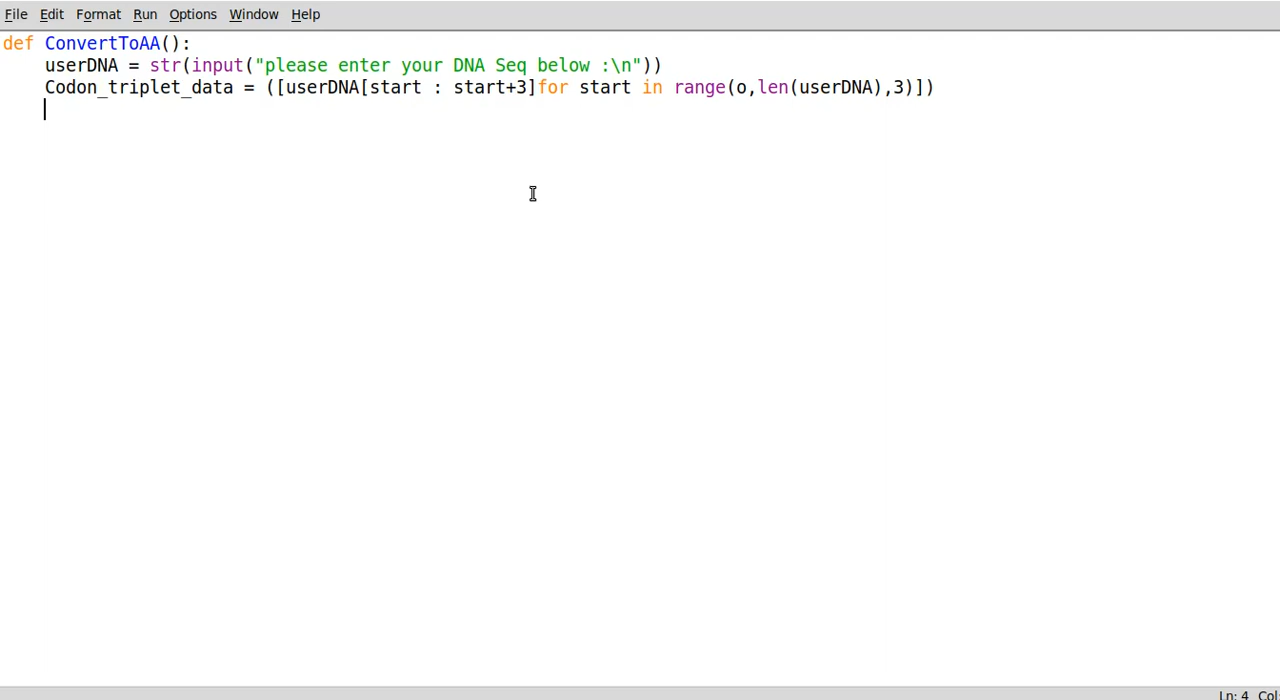 File Edit Format Run Options Window Help
def ConvertToAA():
    userDNA = str(input("please enter your DNA Seq below :\n"))
    Codon_triplet_data = ([userDNA[start : start+3]for start in range(o,len(userDNA),3)])
Ln: 4 Col: